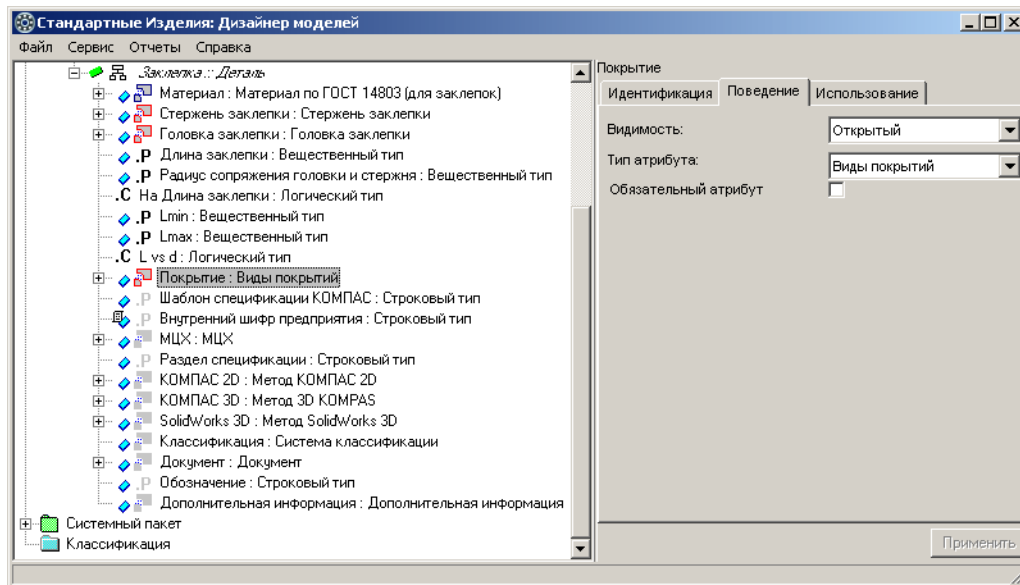 Стандартные Изделия: Дизайнер моделей
Файл Сервис Отчеты Справка
Заклепка :: Деталь
Материал : Материал по ГОСТ 14803 (для заклепок)
Стержень заклепки : Стержень заклепки
Головка заклепки : Головка заклепки
.P Длина заклепки : Вещественный тип
.P Радиус сопряжения головки и стержня : Вещественный тип
.C На Длина заклепки : Логический тип
.P Lmin : Вещественный тип
.P Lmax : Вещественный тип
.C L vs d : Логический тип
Покрытие : Виды покрытий
.P Шаблон спецификации КОМПАС : Строковый тип
.P Внутренний шифр предприятия : Строковый тип
МЦХ : МЦХ
.P Раздел спецификации : Строковый тип
КОМПАС 2D : Метод КОМПАС 2D
КОМПАС 3D : Метод 3D KOMPAS
SolidWorks 3D : Метод SolidWorks 3D
Классификация : Система классификации
Документ : Документ
.P Обозначение : Строковый тип
Дополнительная информация : Дополнительная информация
Системный пакет
Классификация
Покрытие
Идентификация Поведение Использование
Видимость: Открытый
Тип атрибута: Виды покрытий
Обязательный атрибут
Применить